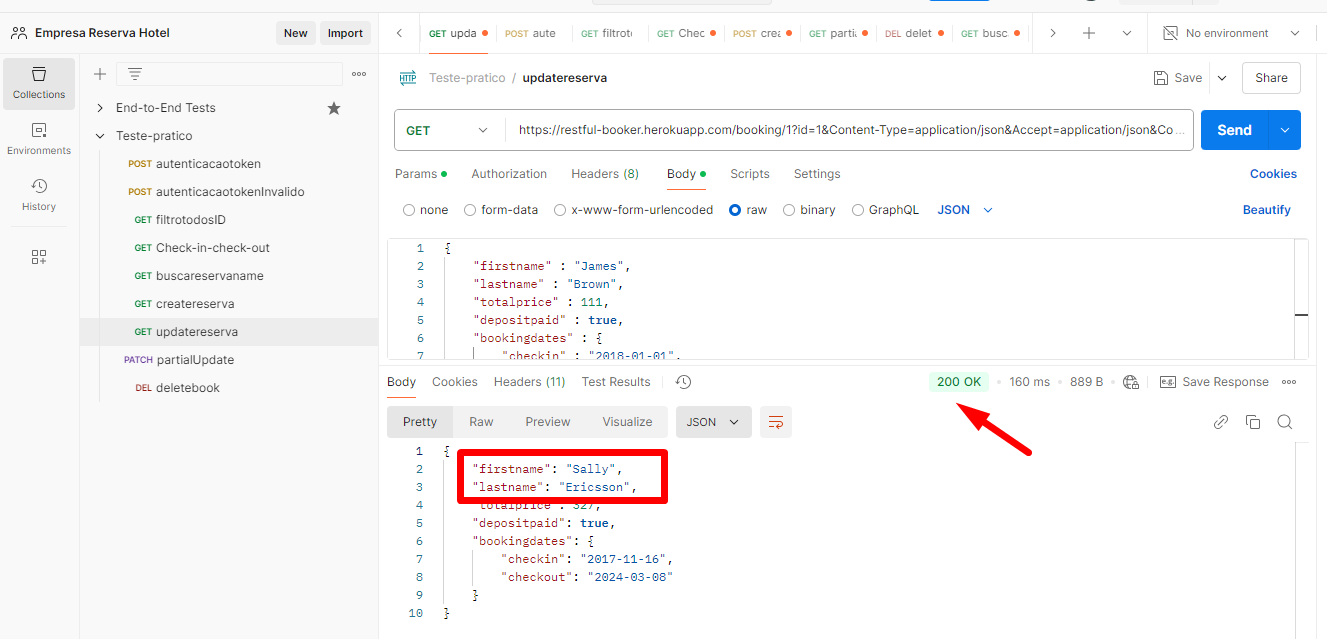 Empresa Reserva Hotel
New
Import
GET upda
POST aute
GET filtrot
GET Chec
POST crea
GET partia
DEL delet
GET busc
No environment
Collections
Environments
History
End-to-End Tests
Teste-pratico
POST autenticacaotoken
POST autenticacaotokenInvalido
GET filtrotodosID
GET Check-in-check-out
GET buscareservaname
GET createreserva
GET updatereserva
PATCH partialUpdate
DEL deletebook
HTTP Teste-pratico / updatereserva
Save
Share
GET https://restful-booker.herokuapp.com/booking/1?id=1&Content-Type=application/json&Accept=application/json&Co...
Send
Params Authorization Headers (8) Body Scripts Settings Cookies
none form-data x-www-form-urlencoded raw binary GraphQL JSON Beautify
1 {
2 "firstname" : "James",
3 "lastname" : "Brown",
4 "totalprice" : 111,
5 "depositpaid" : true,
6 "bookingdates" : {
7 "checkin" : "2018-01-01",
Body Cookies Headers (11) Test Results 200 OK 160 ms 889 B e.g. Save Response
Pretty Raw Preview Visualize JSON
1 {
2 "firstname": "Sally",
3 "lastname": "Ericsson",
4 "totalprice": 327,
5 "depositpaid": true,
6 "bookingdates": {
7 "checkin": "2017-11-16",
8 "checkout": "2024-03-08"
9 }
10 }